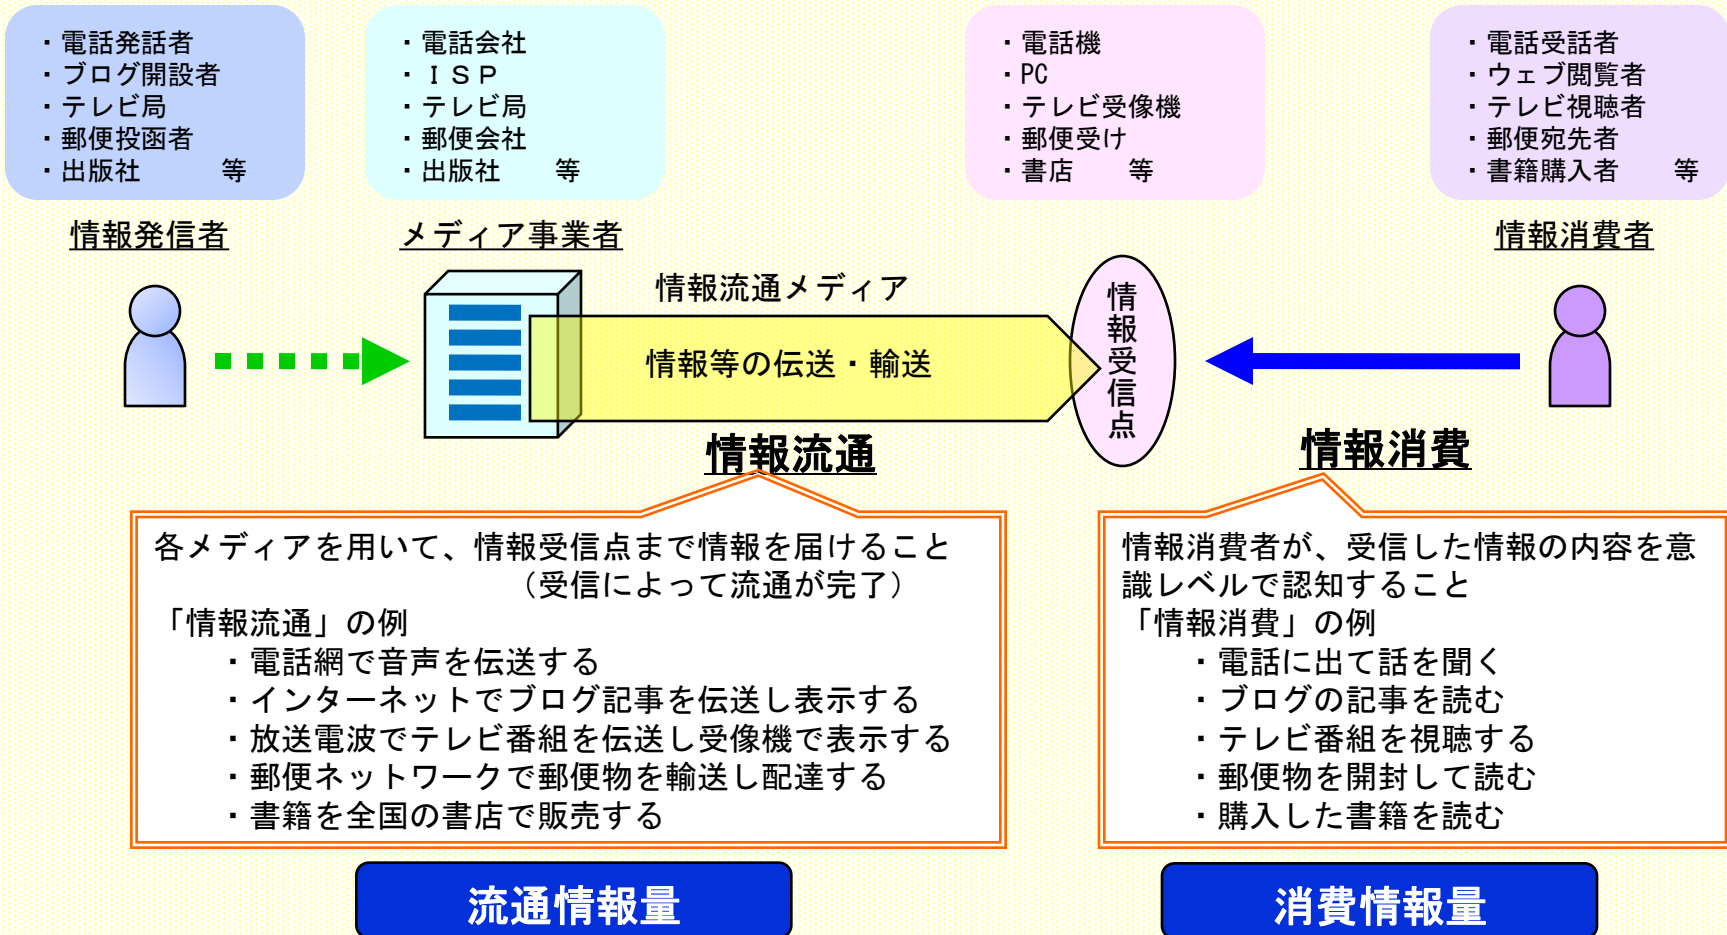 ・電話発話者
・ブログ開設者
・テレビ局
・郵便投函者
・出版社　　　等
情報発信者
・電話会社
・ＩＳＰ
・テレビ局
・郵便会社
・出版社　　等
メディア事業者
・電話機
・PC
・テレビ受像機
・郵便受け
・書店　　等
・電話受話者
・ウェブ閲覧者
・テレビ視聴者
・郵便宛先者
・書籍購入者　　等
情報消費者
情報流通メディア
情報等の伝送・輸送
情報受信点
情報流通
情報消費
各メディアを用いて、情報受信点まで情報を届けること
（受信によって流通が完了）
「情報流通」の例
・電話網で音声を伝送する
・インターネットでブログ記事を伝送し表示する
・放送電波でテレビ番組を伝送し受像機で表示する
・郵便ネットワークで郵便物を輸送し配達する
・書籍を全国の書店で販売する
情報消費者が、受信した情報の内容を意
識レベルで認知すること
「情報消費」の例
・電話に出て話を聞く
・ブログの記事を読む
・テレビ番組を視聴する
・郵便物を開封して読む
・購入した書籍を読む
流通情報量
消費情報量